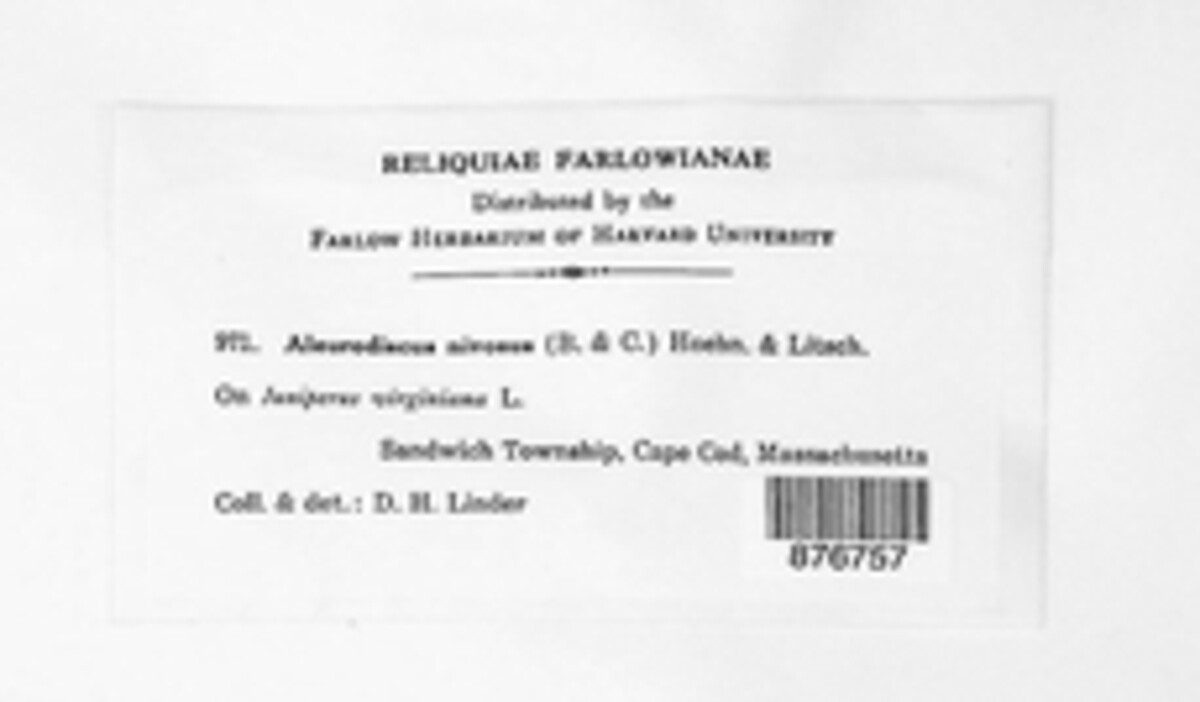 RELIQUIAE FARLOWIANAE
Distributed by the
FARLOW HERBARIUM OF HARVARD UNIVERSITY
Aleurodiscus nivosus (B. & C.) Hoehn. & Litsch.
On Juniperus virginiana L.
Sandwich Township, Cape Cod, Massachusetts
Coll. & det.: D. H. Linder
876757